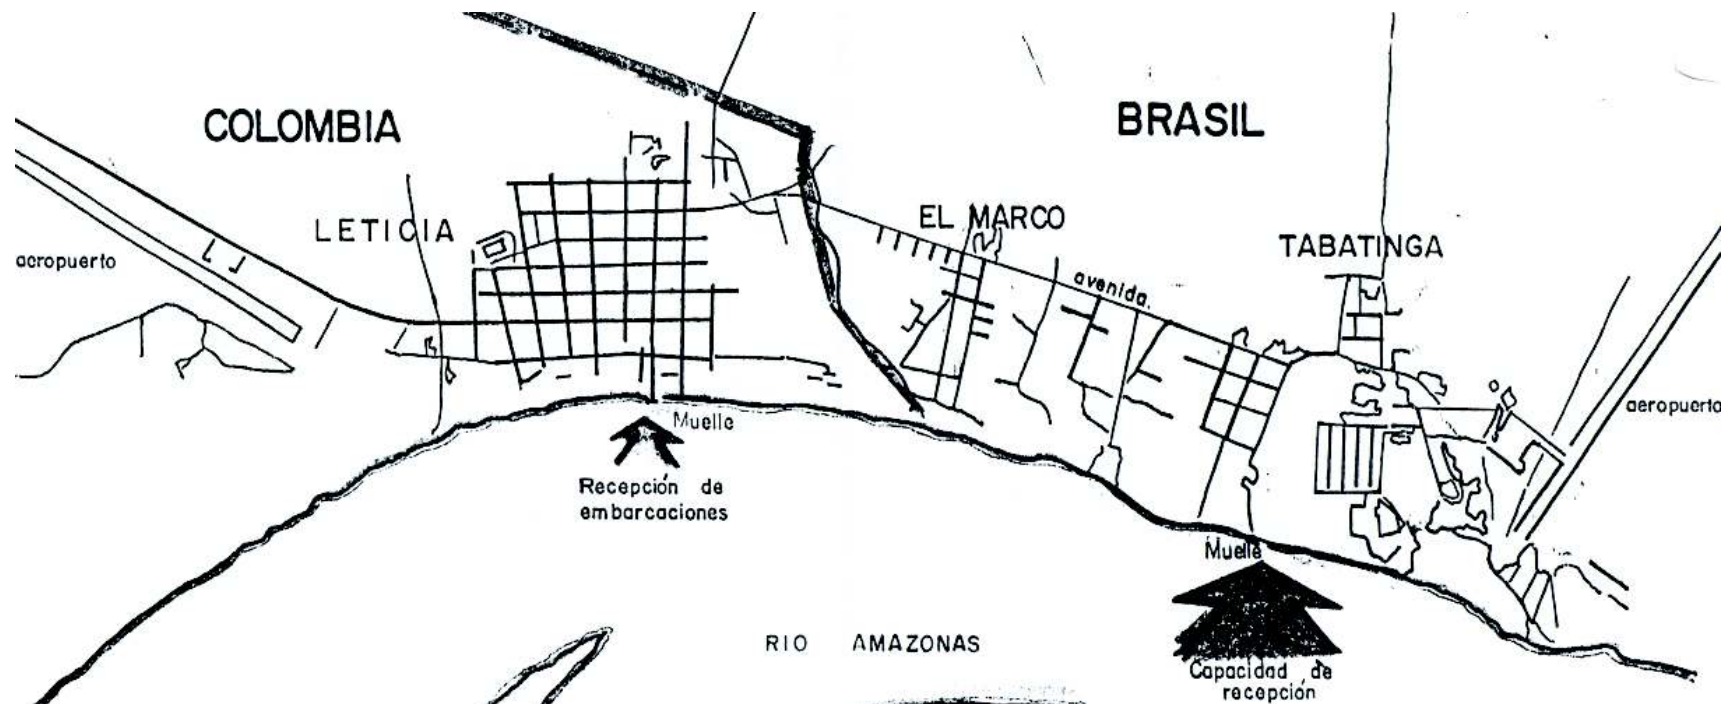 COLOMBIA
BRASIL
LETICIA
EL MARCO
TABATINGA
aeropuerto
avenida
aeropuerto
Muelle
Recepción de
embarcaciones
Muelle
RIO AMAZONAS
Capacidad de
recepción